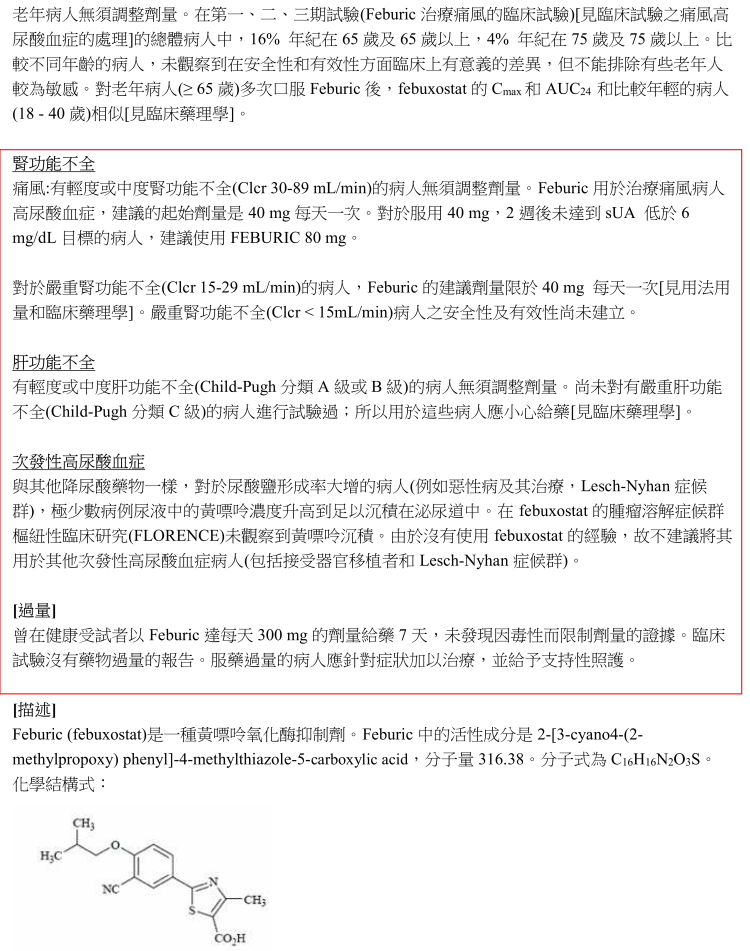 老年病人無須調整劑量。在第一、二、三期試驗(Feburic 治療痛風的臨床試驗)[見臨床試驗之痛風高
尿酸血症的處理]的總體病人中，16% 年紀在 65 歲及 65 歲以上，4% 年紀在 75 歲及 75 歲以上。比
較不同年齡的病人，未觀察到在安全性和有效性方面臨床上有意義的差異，但不能排除有些老年人
較為敏感。對老年病人(≥ 65 歲)多次口服 Feburic 後，febuxostat 的 Cmax 和 AUC24 和比較年輕的病人
(18 - 40 歲)相似[見臨床藥理學]。
腎功能不全
痛風:有輕度或中度腎功能不全(Clcr 30-89 mL/min)的病人無須調整劑量。Feburic 用於治療痛風病人
高尿酸血症，建議的起始劑量是 40 mg 每天一次。對於服用 40 mg，2 週後未達到 sUA 低於 6
mg/dL 目標的病人，建議使用 FEBURIC 80 mg。
對於嚴重腎功能不全(Clcr 15-29 mL/min)的病人，Feburic 的建議劑量限於 40 mg 每天一次[見用法用
量和臨床藥理學]。嚴重腎功能不全(Clcr < 15mL/min)病人之安全性及有效性尚未建立。
肝功能不全
有輕度或中度肝功能不全(Child-Pugh 分類 A 級或 B 級)的病人無須調整劑量。尚未對有嚴重肝功能
不全(Child-Pugh 分類 C 級)的病人進行試驗過；所以用於這些病人應小心給藥[見臨床藥理學]。
次發性高尿酸血症
與其他降尿酸藥物一樣，對於尿酸鹽形成率大增的病人(例如惡性病及其治療，Lesch-Nyhan 症候
群)，極少數病例尿液中的黃嘌呤濃度升高到足以沉積在泌尿道中。在 febuxostat 的腫瘤溶解症候群
樞紐性臨床研究(FLORENCE)未觀察到黃嘌呤沉積。由於沒有使用 febuxostat 的經驗，故不建議將其
用於其他次發性高尿酸血症病人(包括接受器官移植者和 Lesch-Nyhan 症候群)。
[過量]
曾在健康受試者以 Feburic 達每天 300 mg 的劑量給藥 7 天，未發現因毒性而限制劑量的證據。臨床
試驗沒有藥物過量的報告。服藥過量的病人應針對症狀加以治療，並給予支持性照護。
[描述]
Feburic (febuxostat)是一種黃嘌呤氧化酶抑制劑。Feburic 中的活性成分是 2-[3-cyano4-(2-
methylpropoxy) phenyl]-4-methylthiazole-5-carboxylic acid，分子量 316.38。分子式為 C16H16N2O3S。
化學結構式：
CH3
H3C
O
NC
N
CH3
S
CO2H